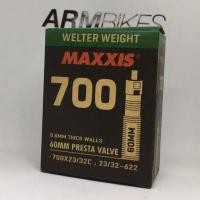 ARMBIKES
WELTER WEIGHT
MAXXIS®
700
60MM
0.8MM THICK WALLS
60MM PRESTA VALVE
700X23/32C , 23/32-622